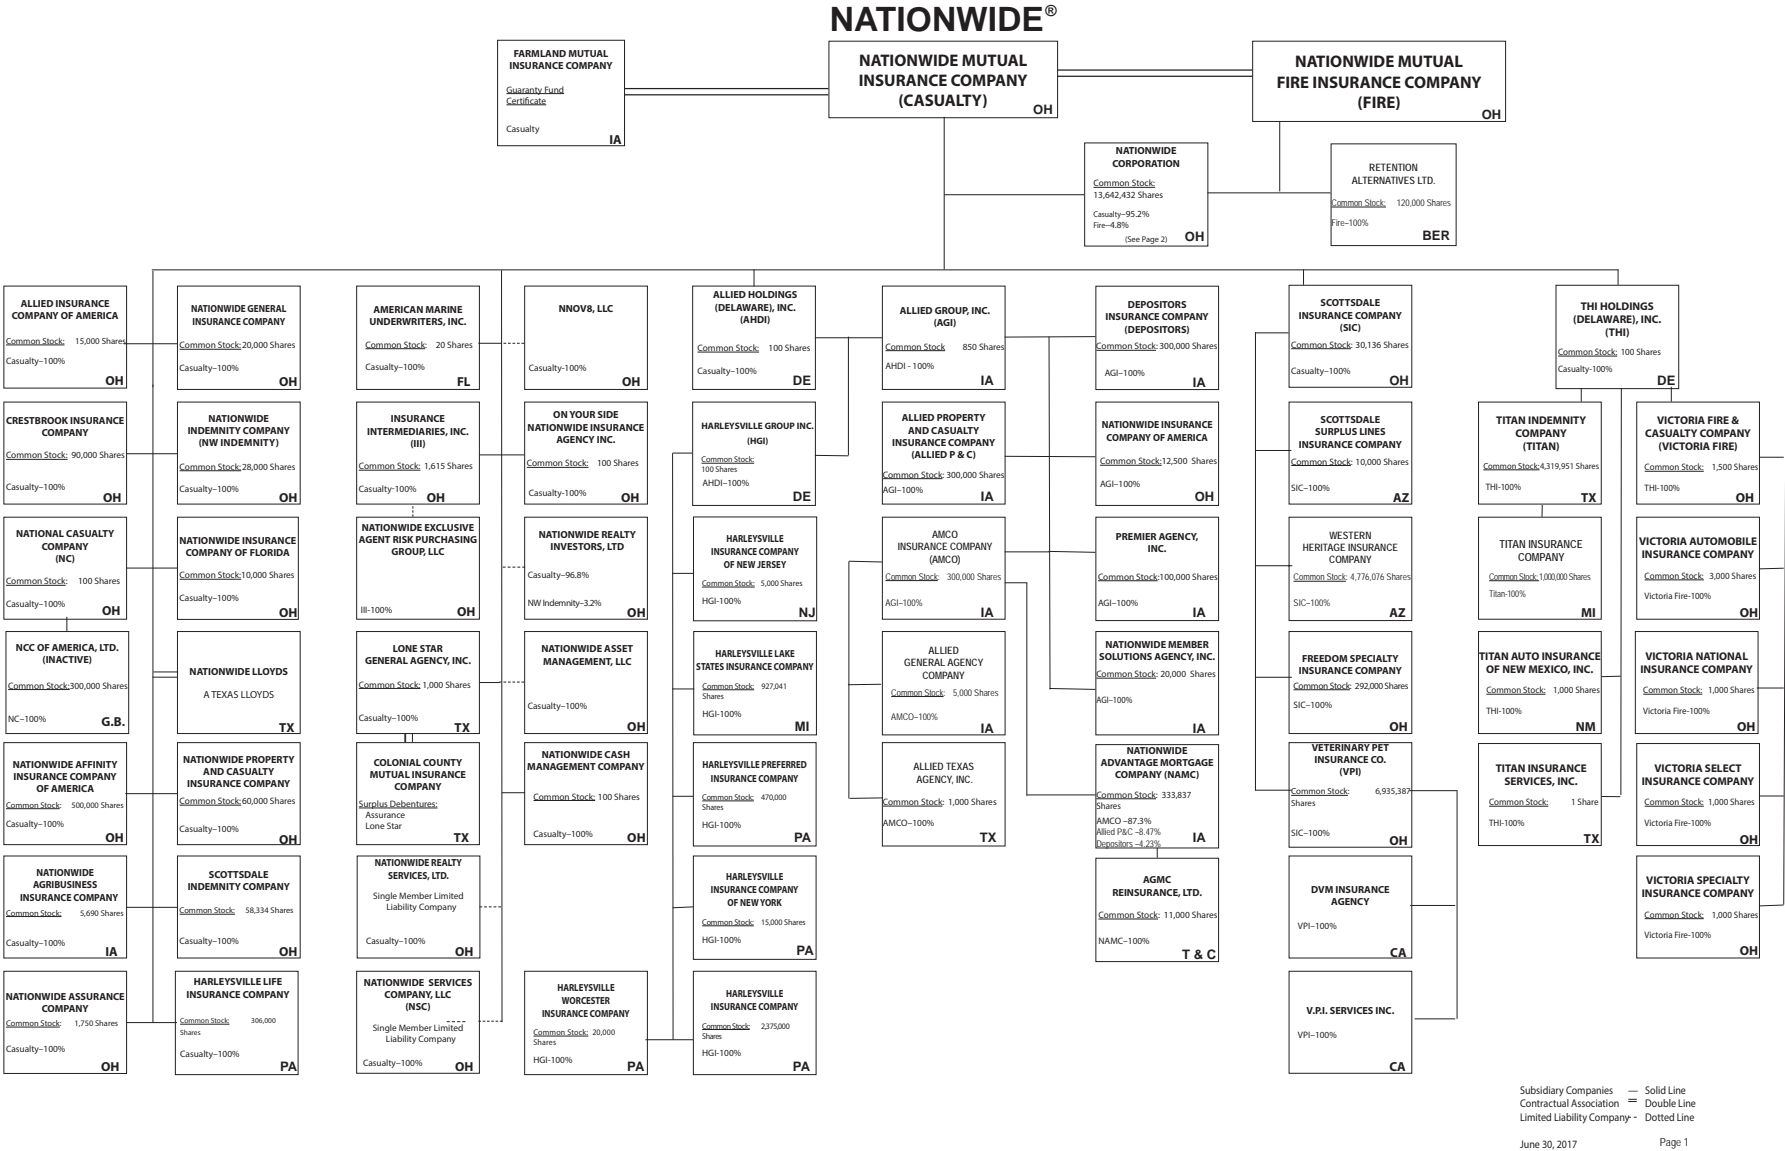 NATIONWIDE®
FARMLAND MUTUAL
INSURANCE COMPANY
Guaranty Fund
Certificate
Casualty
IA
NATIONWIDE MUTUAL
INSURANCE COMPANY
(CASUALTY)
OH
NATIONWIDE MUTUAL
FIRE INSURANCE COMPANY
(FIRE)
OH
NATIONWIDE
CORPORATION
Common Stock:
13,642,432 Shares
Casualty–95.2%
Fire–4.8%
(See Page 2)
OH
RETENTION
ALTERNATIVES LTD.
Common Stock: 120,000 Shares
Fire–100%
BER
ALLIED INSURANCE
COMPANY OF AMERICA
Common Stock: 15,000 Shares
Casualty–100%
OH
NATIONWIDE GENERAL
INSURANCE COMPANY
Common Stock: 20,000 Shares
Casualty–100%
OH
AMERICAN MARINE
UNDERWRITERS, INC.
Common Stock: 20 Shares
Casualty–100%
FL
NNOV8, LLC
Casualty-100%
OH
ALLIED HOLDINGS
(DELAWARE), INC.
(AHDI)
Common Stock: 100 Shares
Casualty–100%
DE
ALLIED GROUP, INC.
(AGI)
Common Stock 850 Shares
AHDI - 100%
IA
DEPOSITORS
INSURANCE COMPANY
(DEPOSITORS)
Common Stock: 300,000 Shares
AGI–100%
IA
SCOTTSDALE
INSURANCE COMPANY
(SIC)
Common Stock: 30,136 Shares
Casualty–100%
OH
THI HOLDINGS
(DELAWARE), INC.
(THI)
Common Stock: 100 Shares
Casualty-100%
DE
CRESTBROOK INSURANCE
COMPANY
Common Stock: 90,000 Shares
Casualty–100%
OH
NATIONWIDE
INDEMNITY COMPANY
(NW INDEMNITY)
Common Stock: 28,000 Shares
Casualty–100%
OH
INSURANCE
INTERMEDIARIES, INC.
(III)
Common Stock: 1,615 Shares
Casualty-100%
OH
ON YOUR SIDE
NATIONWIDE INSURANCE
AGENCY INC.
Common Stock: 100 Shares
Casualty-100%
OH
HARLEYSVILLE GROUP INC.
(HGI)
Common Stock:
100 Shares
AHDI–100%
DE
ALLIED PROPERTY
AND CASUALTY
INSURANCE COMPANY
(ALLIED P & C)
Common Stock: 300,000 Shares
AGI–100%
IA
NATIONWIDE INSURANCE
COMPANY OF AMERICA
Common Stock:12,500 Shares
AGI–100%
OH
SCOTTSDALE
SURPLUS LINES
INSURANCE COMPANY
Common Stock: 10,000 Shares
SIC–100%
AZ
TITAN INDEMNITY
COMPANY
(TITAN)
Common Stock:4,319,951 Shares
THI-100%
TX
VICTORIA FIRE &
CASUALTY COMPANY
(VICTORIA FIRE)
Common Stock: 1,500 Shares
THI-100%
OH
NATIONAL CASUALTY
COMPANY
(NC)
Common Stock: 100 Shares
Casualty–100%
OH
NATIONWIDE INSURANCE
COMPANY OF FLORIDA
Common Stock:10,000 Shares
Casualty–100%
OH
NATIONWIDE EXCLUSIVE
AGENT RISK PURCHASING
GROUP, LLC
III-100%
OH
NATIONWIDE REALTY
INVESTORS, LTD
Casualty–96.8%
NW Indemnity–3.2%
OH
HARLEYSVILLE
INSURANCE COMPANY
OF NEW JERSEY
Common Stock: 5,000 Shares
HGI-100%
NJ
AMCO
INSURANCE COMPANY
(AMCO)
Common Stock: 300,000 Shares
AGI–100%
IA
PREMIER AGENCY,
INC.
Common Stock:100,000 Shares
AGI–100%
IA
WESTERN
HERITAGE INSURANCE
COMPANY
Common Stock: 4,776,076 Shares
SIC–100%
AZ
TITAN INSURANCE
COMPANY
Common Stock: 1,000,000 Shares
Titan-100%
MI
VICTORIA AUTOMOBILE
INSURANCE COMPANY
Common Stock: 3,000 Shares
Victoria Fire-100%
OH
NCC OF AMERICA, LTD.
(INACTIVE)
Common Stock:300,000 Shares
NC–100%
G.B.
NATIONWIDE LLOYDS
A TEXAS LLOYDS
TX
LONE STAR
GENERAL AGENCY, INC.
Common Stock: 1,000 Shares
Casualty–100%
TX
NATIONWIDE ASSET
MANAGEMENT, LLC
Casualty–100%
OH
HARLEYSVILLE LAKE
STATES INSURANCE COMPANY
Common Stock: 927,041
Shares
HGI-100%
MI
ALLIED
GENERAL AGENCY
COMPANY
Common Stock: 5,000 Shares
AMCO–100%
IA
NATIONWIDE MEMBER
SOLUTIONS AGENCY, INC.
Common Stock: 20,000 Shares
AGI–100%
IA
FREEDOM SPECIALTY
INSURANCE COMPANY
Common Stock: 292,000 Shares
SIC–100%
OH
TITAN AUTO INSURANCE
OF NEW MEXICO, INC.
Common Stock: 1,000 Shares
THI-100%
NM
VICTORIA NATIONAL
INSURANCE COMPANY
Common Stock: 1,000 Shares
Victoria Fire-100%
OH
NATIONWIDE AFFINITY
INSURANCE COMPANY
OF AMERICA
Common Stock: 500,000 Shares
Casualty–100%
OH
NATIONWIDE PROPERTY
AND CASUALTY
INSURANCE COMPANY
Common Stock:60,000 Shares
Casualty–100%
OH
COLONIAL COUNTY
MUTUAL INSURANCE
COMPANY
Surplus Debentures:
Assurance
Lone Star
TX
NATIONWIDE CASH
MANAGEMENT COMPANY
Common Stock: 100 Shares
Casualty–100%
OH
HARLEYSVILLE PREFERRED
INSURANCE COMPANY
Common Stock: 470,000
Shares
HGI-100%
PA
ALLIED TEXAS
AGENCY, INC.
Common Stock: 1,000 Shares
AMCO–100%
TX
NATIONWIDE
ADVANTAGE MORTGAGE
COMPANY (NAMC)
Common Stock: 333,837
Shares
AMCO –87.3%
Allied P&C –8.47%
Depositors –4.23%
IA
VETERINARY PET
INSURANCE CO.
(VPI)
Common Stock: 6,935,387
Shares
SIC–100%
OH
TITAN INSURANCE
SERVICES, INC.
Common Stock: 1 Share
THI-100%
TX
VICTORIA SELECT
INSURANCE COMPANY
Common Stock: 1,000 Shares
Victoria Fire-100%
OH
NATIONWIDE
AGRIBUSINESS
INSURANCE COMPANY
Common Stock: 5,690 Shares
Casualty–100%
IA
SCOTTSDALE
INDEMNITY COMPANY
Common Stock: 58,334 Shares
Casualty–100%
OH
NATIONWIDE REALTY
SERVICES, LTD.
Single Member Limited
Liability Company
Casualty–100%
OH
HARLEYSVILLE
INSURANCE COMPANY
OF NEW YORK
Common Stock: 15,000 Shares
HGI-100%
PA
AGMC
REINSURANCE, LTD.
Common Stock: 11,000 Shares
NAMC–100%
T & C
DVM INSURANCE
AGENCY
VPI–100%
CA
VICTORIA SPECIALTY
INSURANCE COMPANY
Common Stock: 1,000 Shares
Victoria Fire-100%
OH
NATIONWIDE ASSURANCE
COMPANY
Common Stock: 1,750 Shares
Casualty–100%
OH
HARLEYSVILLE LIFE
INSURANCE COMPANY
Common Stock: 306,000
Shares
Casualty–100%
PA
NATIONWIDE SERVICES
COMPANY, LLC
(NSC)
Single Member Limited
Liability Company
Casualty–100%
OH
HARLEYSVILLE
WORCESTER
INSURANCE COMPANY
Common Stock: 20,000
Shares
HGI-100%
PA
HARLEYSVILLE
INSURANCE COMPANY
Common Stock: 2,375,000
Shares
HGI-100%
PA
V.P.I. SERVICES INC.
VPI–100%
CA
Subsidiary Companies — Solid Line
Contractual Association = Double Line
Limited Liability Company- - Dotted Line
June 30, 2017 Page 1